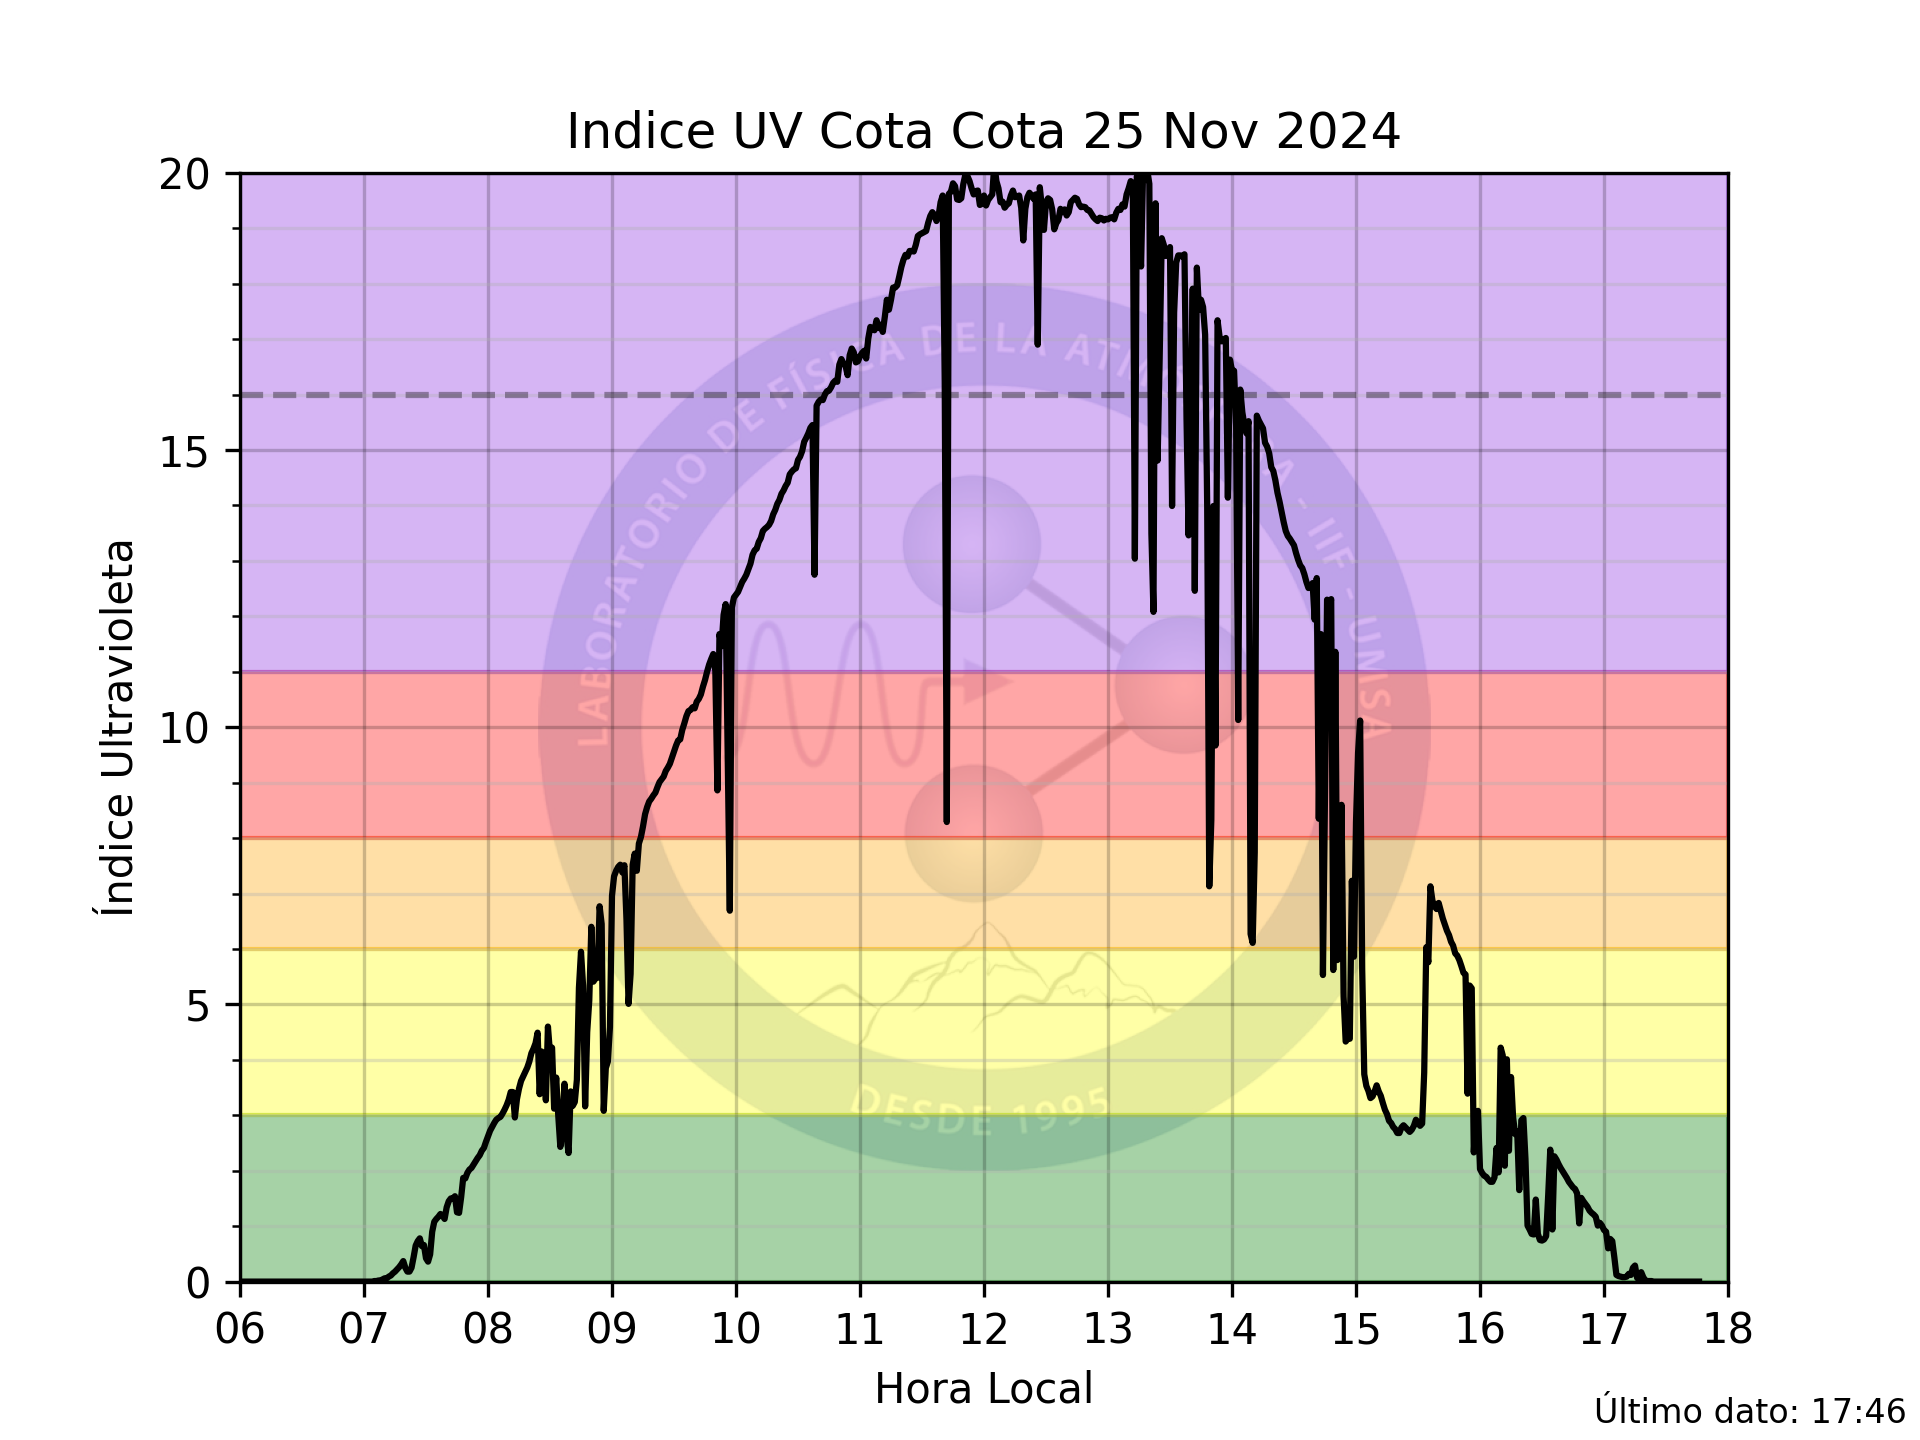 Indice UV Cota Cota 25 Nov 2024
20
15
10
5
0
Índice Ultravioleta
LABORATORIO DE FÍSICA DE LA - IIF - UMSA
DESDE 1995
06 07 08 09 10 11 12 13 14 15 16 17 18
Hora Local
Último dato: 17:46